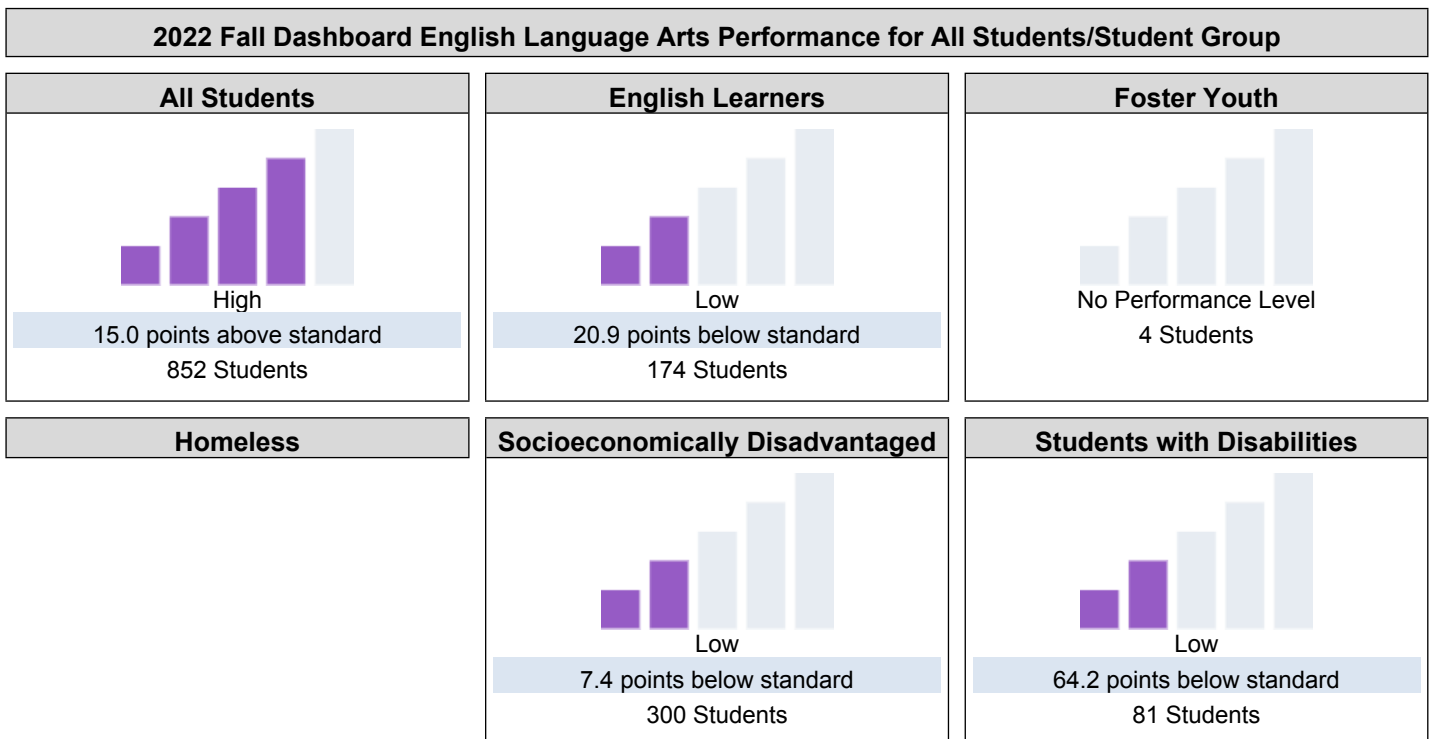 2022 Fall Dashboard English Language Arts Performance for All Students/Student Group
All Students
High
15.0 points above standard
852 Students
English Learners
Low
20.9 points below standard
174 Students
Foster Youth
No Performance Level
4 Students
Homeless
Socioeconomically Disadvantaged
Low
7.4 points below standard
300 Students
Students with Disabilities
Low
64.2 points below standard
81 Students